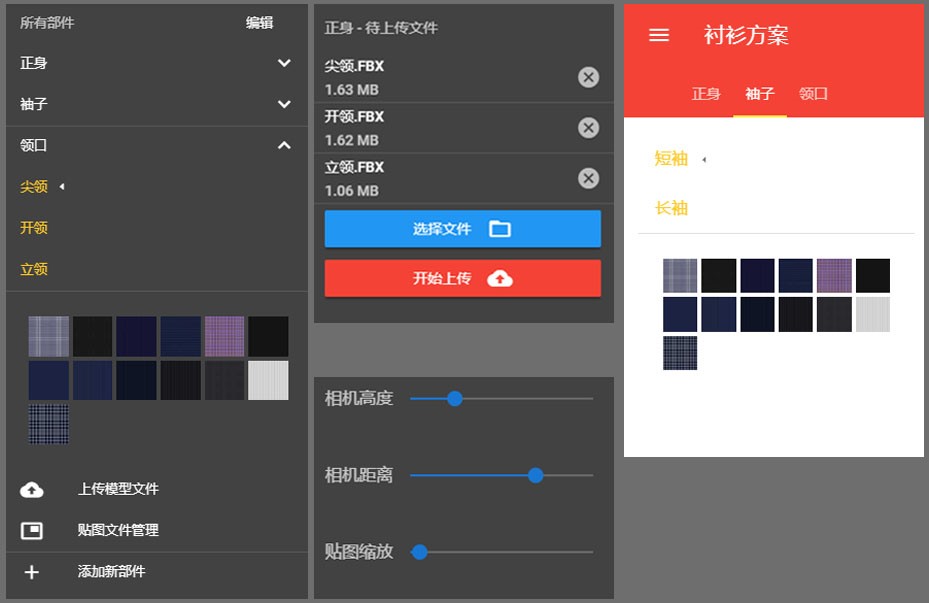 所有部件 编辑
正身
袖子
领口
尖领
开领
立领
上传模型文件
贴图文件管理
添加新部件
正身 - 待上传文件
尖领.FBX
1.63 MB
开领.FBX
1.62 MB
立领.FBX
1.06 MB
选择文件
开始上传
相机高度
相机距离
贴图缩放
衬衫方案
正身 袖子 领口
短袖
长袖